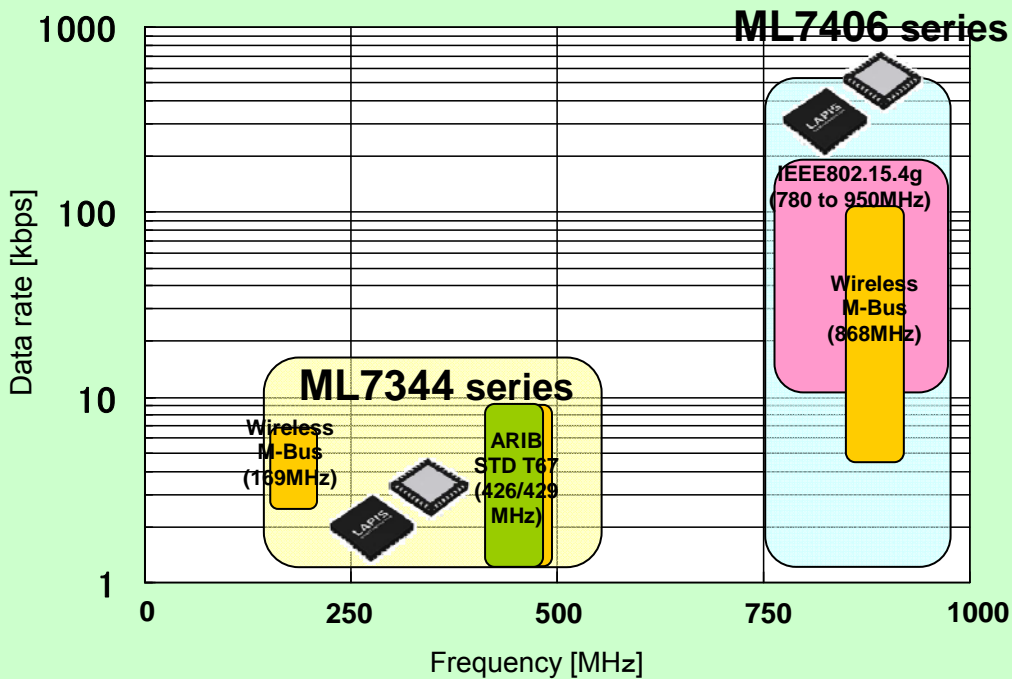 ML7406 series
1000
100
10
1
Data rate [kbps]
LAPIS
IEEE802.15.4g
(780 to 950MHz)
Wireless
M-Bus
(868MHz)
ML7344 series
Wireless
M-Bus
(169MHz)
ARIB
STD T67
(426/429
MHz)
LAPIS
0
250
500
750
1000
Frequency [MHz]